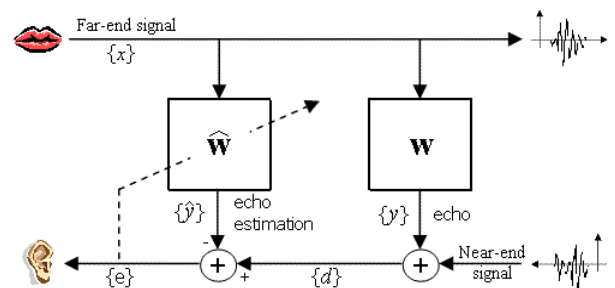 Far-end signal
{x}
ŵ
w
{ŷ}
echo
estimation
{y}
echo
-
+
+
+
Near-end
signal
{e}
{d}